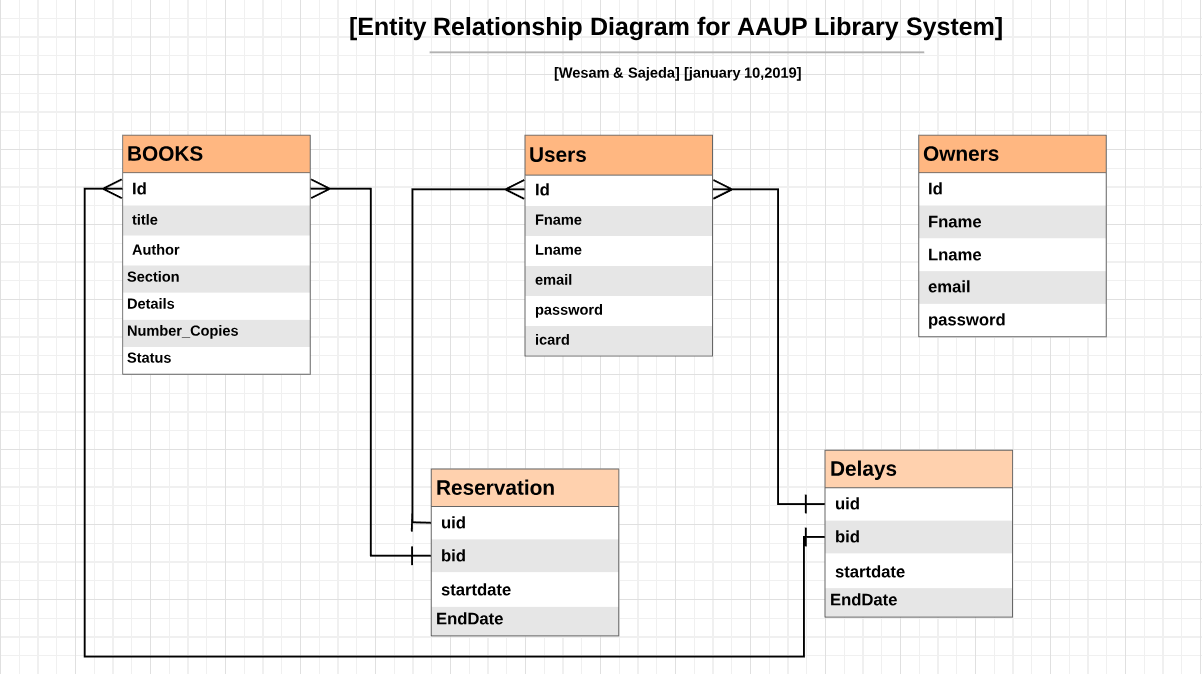 [Entity Relationship Diagram for AAUP Library System]
[Wesam & Sajeda] [january 10,2019]
BOOKS
Id
title
Author
Section
Details
Number_Copies
Status
Users
Id
Fname
Lname
email
password
icard
Owners
Id
Fname
Lname
email
password
Reservation
uid
bid
startdate
EndDate
Delays
uid
bid
startdate
EndDate